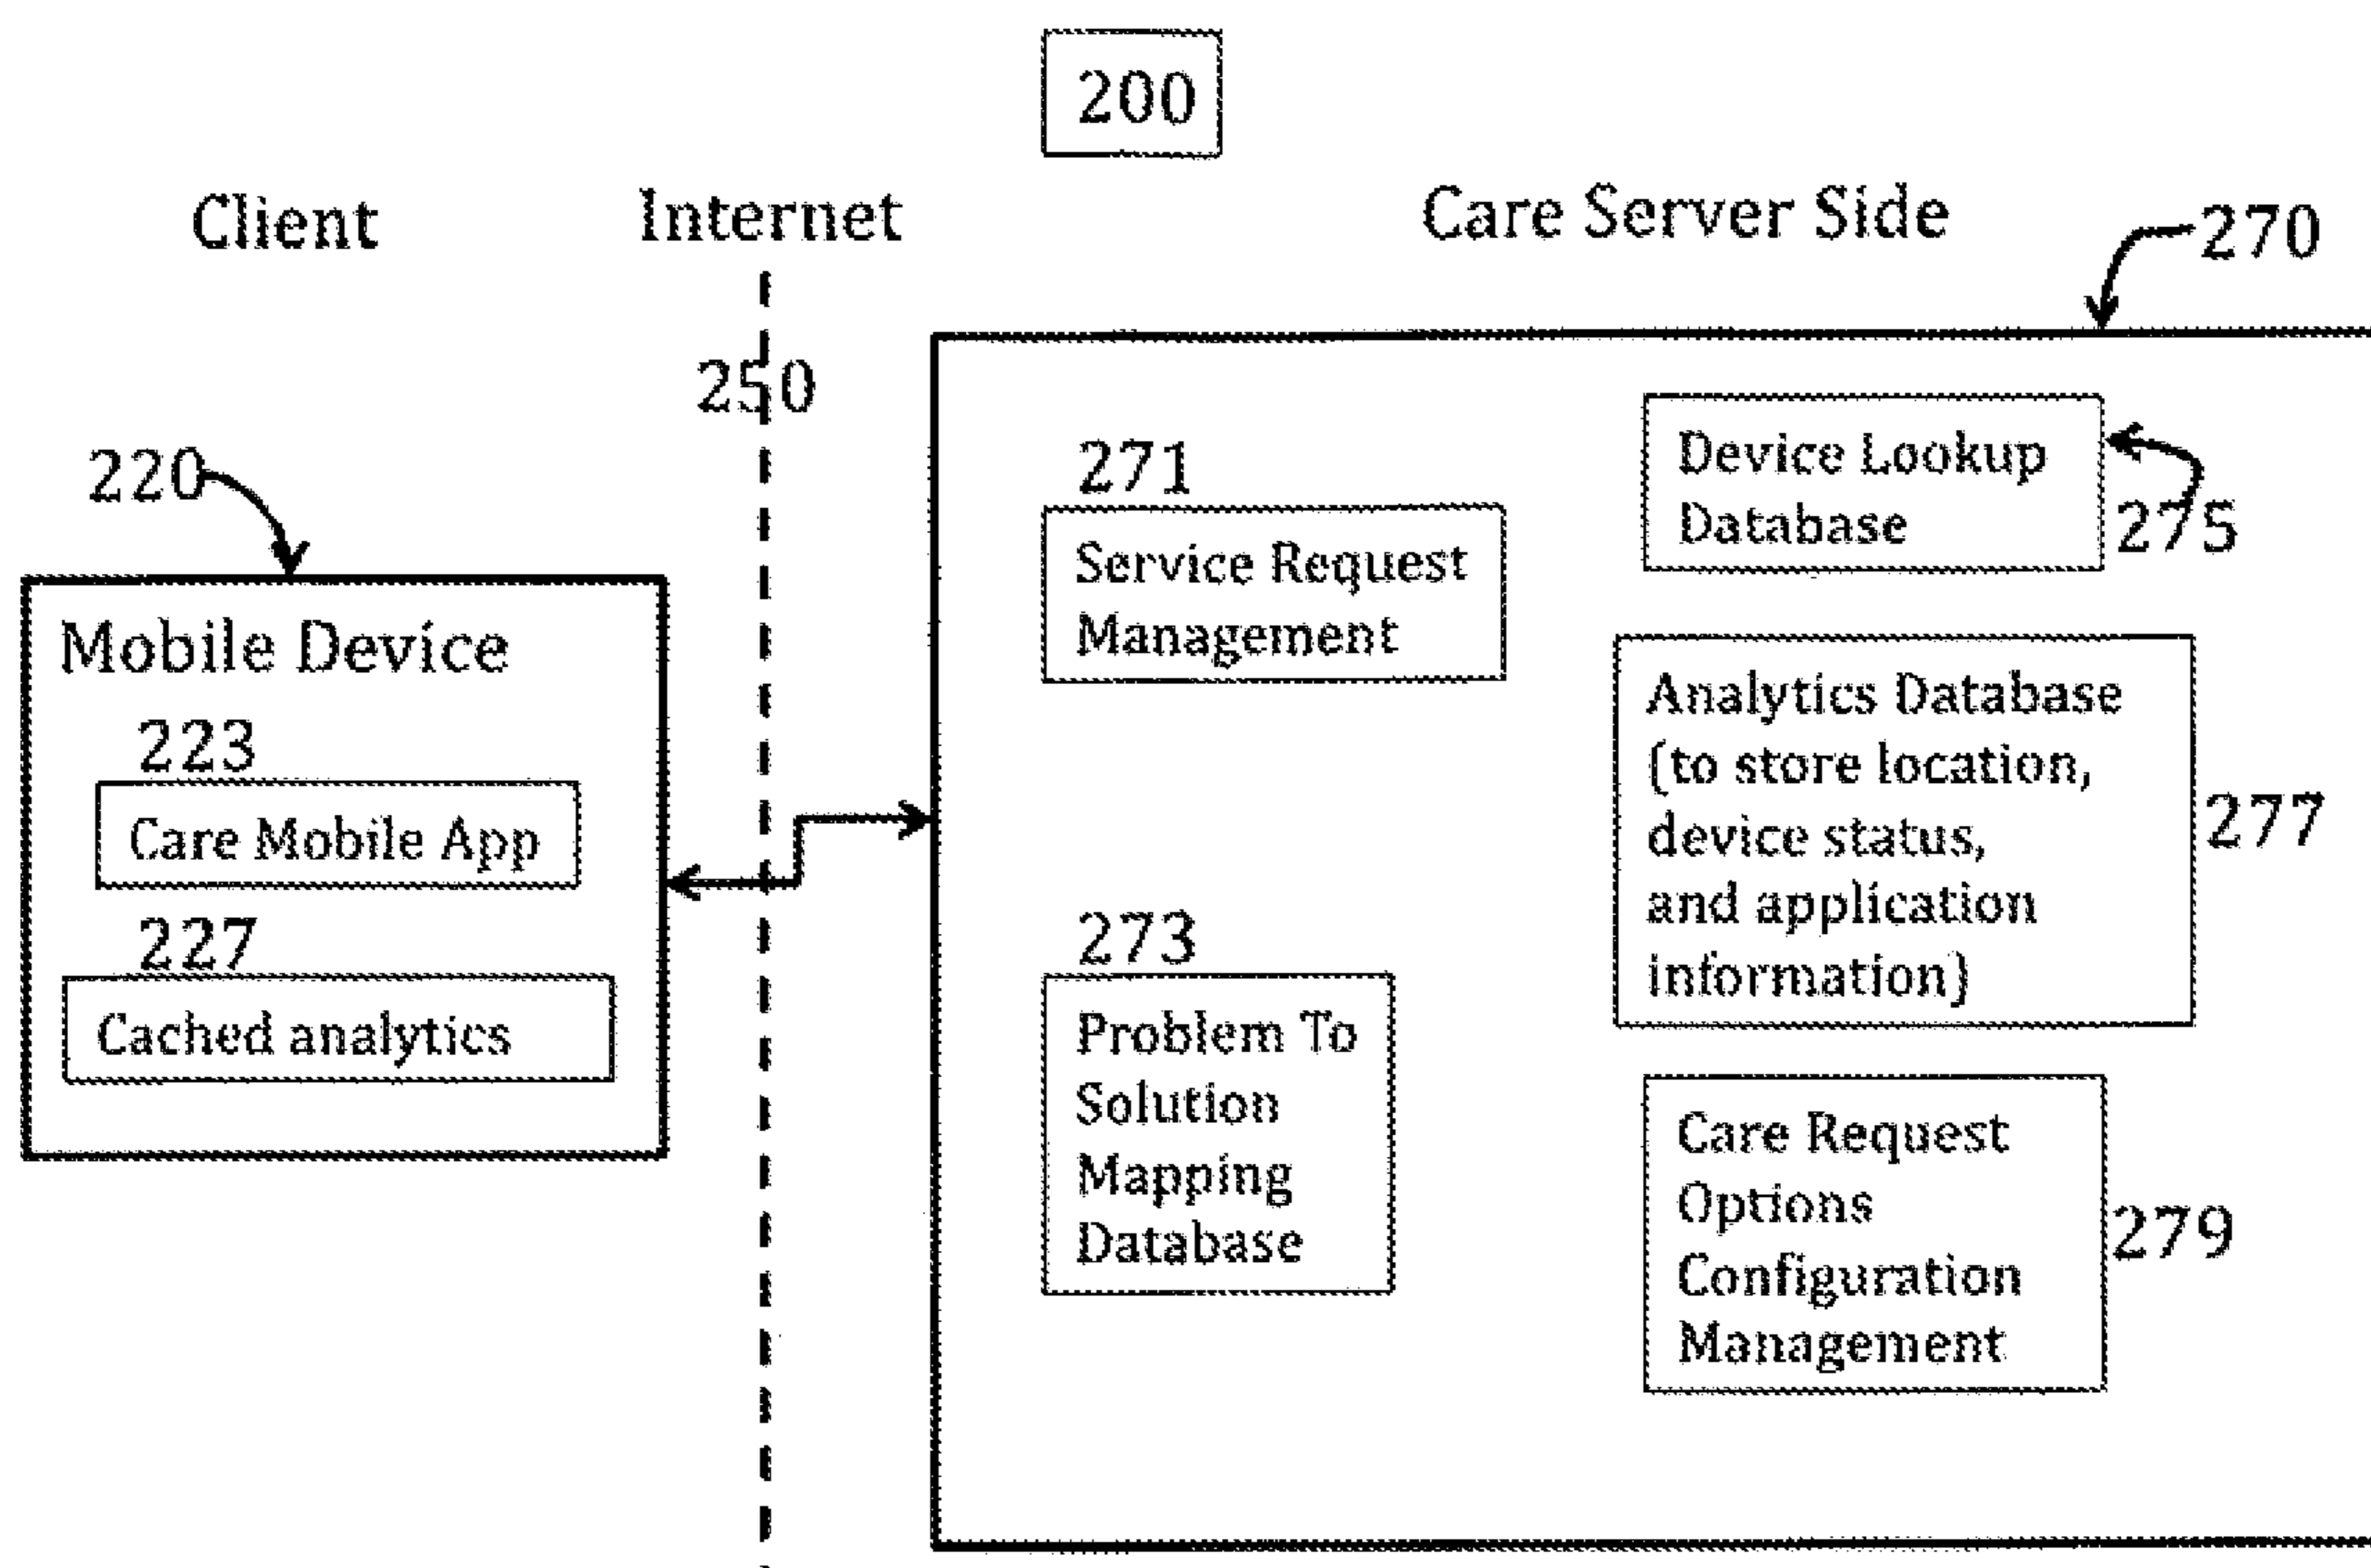 200
Client
Internet
Care Server Side
270
250
220
Mobile Device
223
Care Mobile App
227
Cached analytics
271
Service Request
Management
273
Problem To
Solution
Mapping
Database
Device Lookup
Database
275
Analytics Database
(to store location,
device status,
and application
information)
277
Care Request
Options
Configuration
Management
279